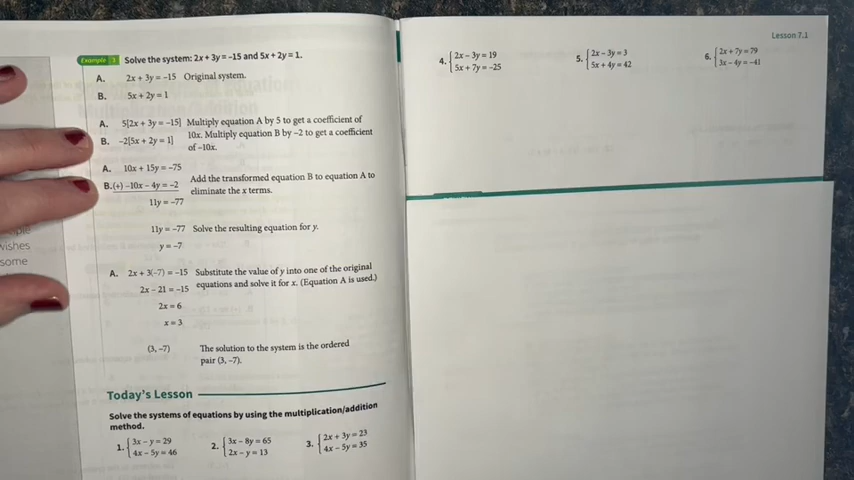 Example 3 Solve the system: 2x + 3y = –15 and 5x + 2y = 1.
A. 2x + 3y = –15 Original system.
B. 5x + 2y = 1
A. 5[2x + 3y = –15] Multiply equation A by 5 to get a coefficient of
B. –2[5x + 2y = 1] 10x. Multiply equation B by –2 to get a coefficient
of –10x.
A. 10x + 15y = –75
B. (+) –10x – 4y = –2 Add the transformed equation B to equation A to
11y = –77 eliminate the x terms.
11y = –77 Solve the resulting equation for y.
y = –7
A. 2x + 3(–7) = –15 Substitute the value of y into one of the original
2x – 21 = –15 equations and solve it for x. (Equation A is used.)
2x = 6
x = 3
(3, –7) The solution to the system is the ordered
pair (3, –7).
wishes
some
Today's Lesson
Solve the systems of equations by using the multiplication/addition
method.
1. 3x – y = 29
4x – 5y = 46
2. 3x – 8y = 65
2x – y = 13
3. 2x + 3y = 23
4x – 5y = 35
Lesson 7.1
4. 2x – 3y = 19
5x + 7y = –25
5. 2x – 3y = 3
5x + 4y = 42
6. 2x + 7y = 79
3x – 4y = –41